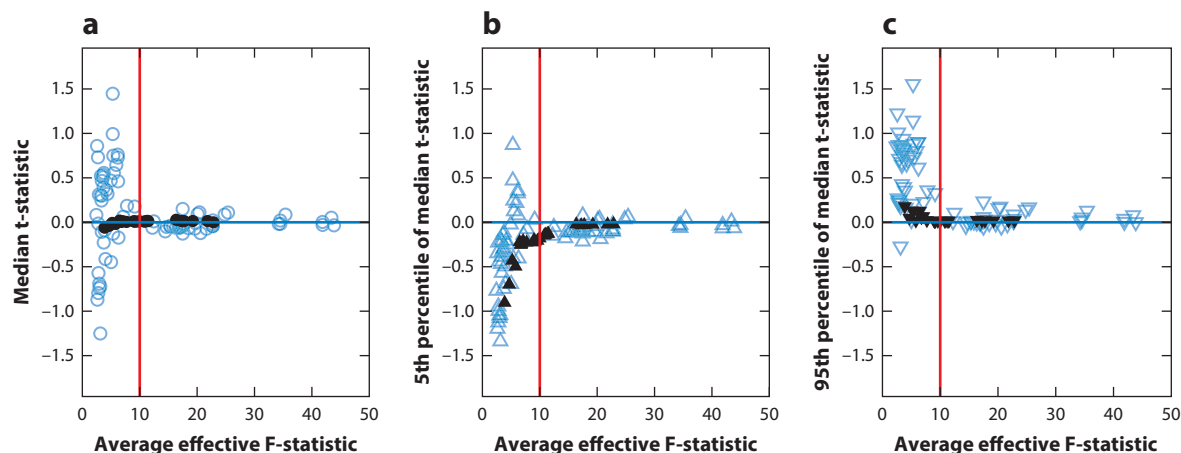 a
1.5
1.0
0.5
0.0
−0.5
−1.0
−1.5
Median t-statistic
0 10 20 30 40 50
Average effective F-statistic
b
1.5
1.0
0.5
0.0
−0.5
−1.0
−1.5
5th percentile of median t-statistic
0 10 20 30 40 50
Average effective F-statistic
c
1.5
1.0
0.5
0.0
−0.5
−1.0
−1.5
95th percentile of median t-statistic
0 10 20 30 40 50
Average effective F-statistic